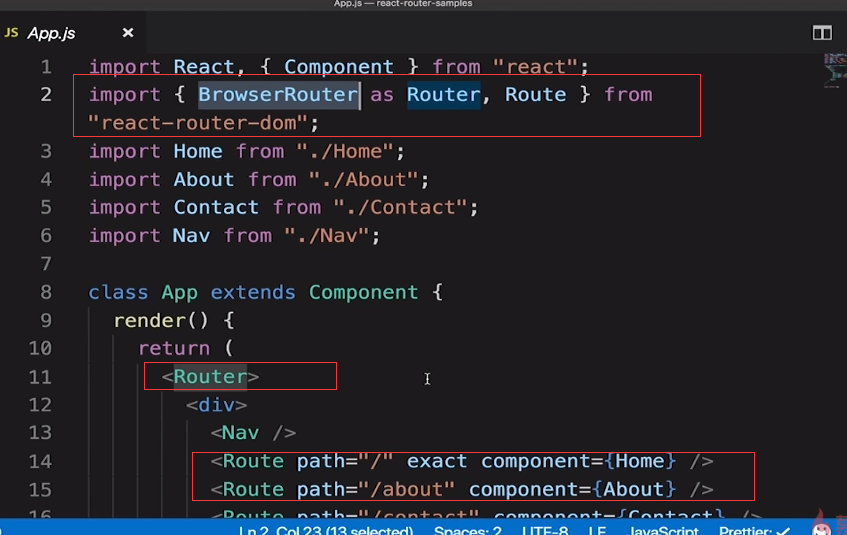 App.js — react-router-samples
JS App.js ×
1 import React, { Component } from "react";
2 import { BrowserRouter as Router, Route } from
"react-router-dom";
3 import Home from "./Home";
4 import About from "./About";
5 import Contact from "./Contact";
6 import Nav from "./Nav";
7
8 class App extends Component {
9 render() {
10 return (
11 <Router>
12 <div>
13 <Nav />
14 <Route path="/" exact component={Home} />
15 <Route path="/about" component={About} />
16 <Route path="/contact" component={Contact} />
Ln 2, Col 23 (13 selected) Spaces: 2 UTF-8 LF JavaScript Prettier: ✓